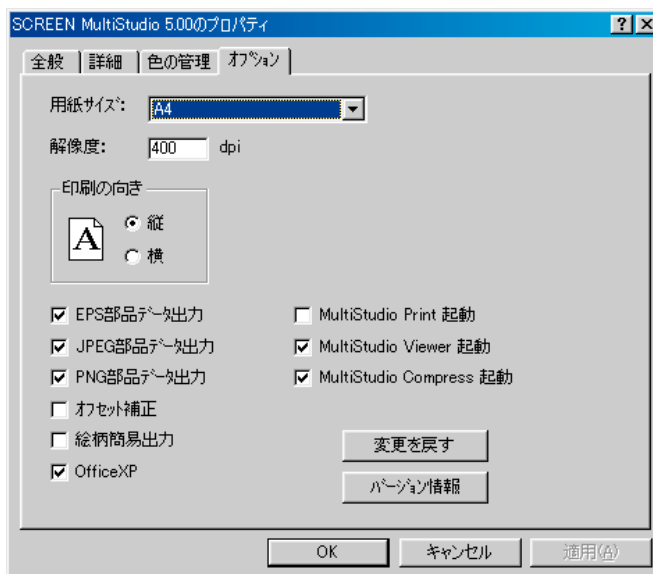 SCREEN MultiStudio 5.00のプロパティ
全般 詳細 色の管理 オプション
用紙サイズ: A4
解像度: 400 dpi
印刷の向き
A
縦
横
EPS部品データ出力 MultiStudio Print 起動
JPEG部品データ出力 MultiStudio Viewer 起動
PNG部品データ出力 MultiStudio Compress 起動
オフセット補正
絵柄簡易出力 変更を戻す
OfficeXP
バージョン情報
OK キャンセル 適用(A)